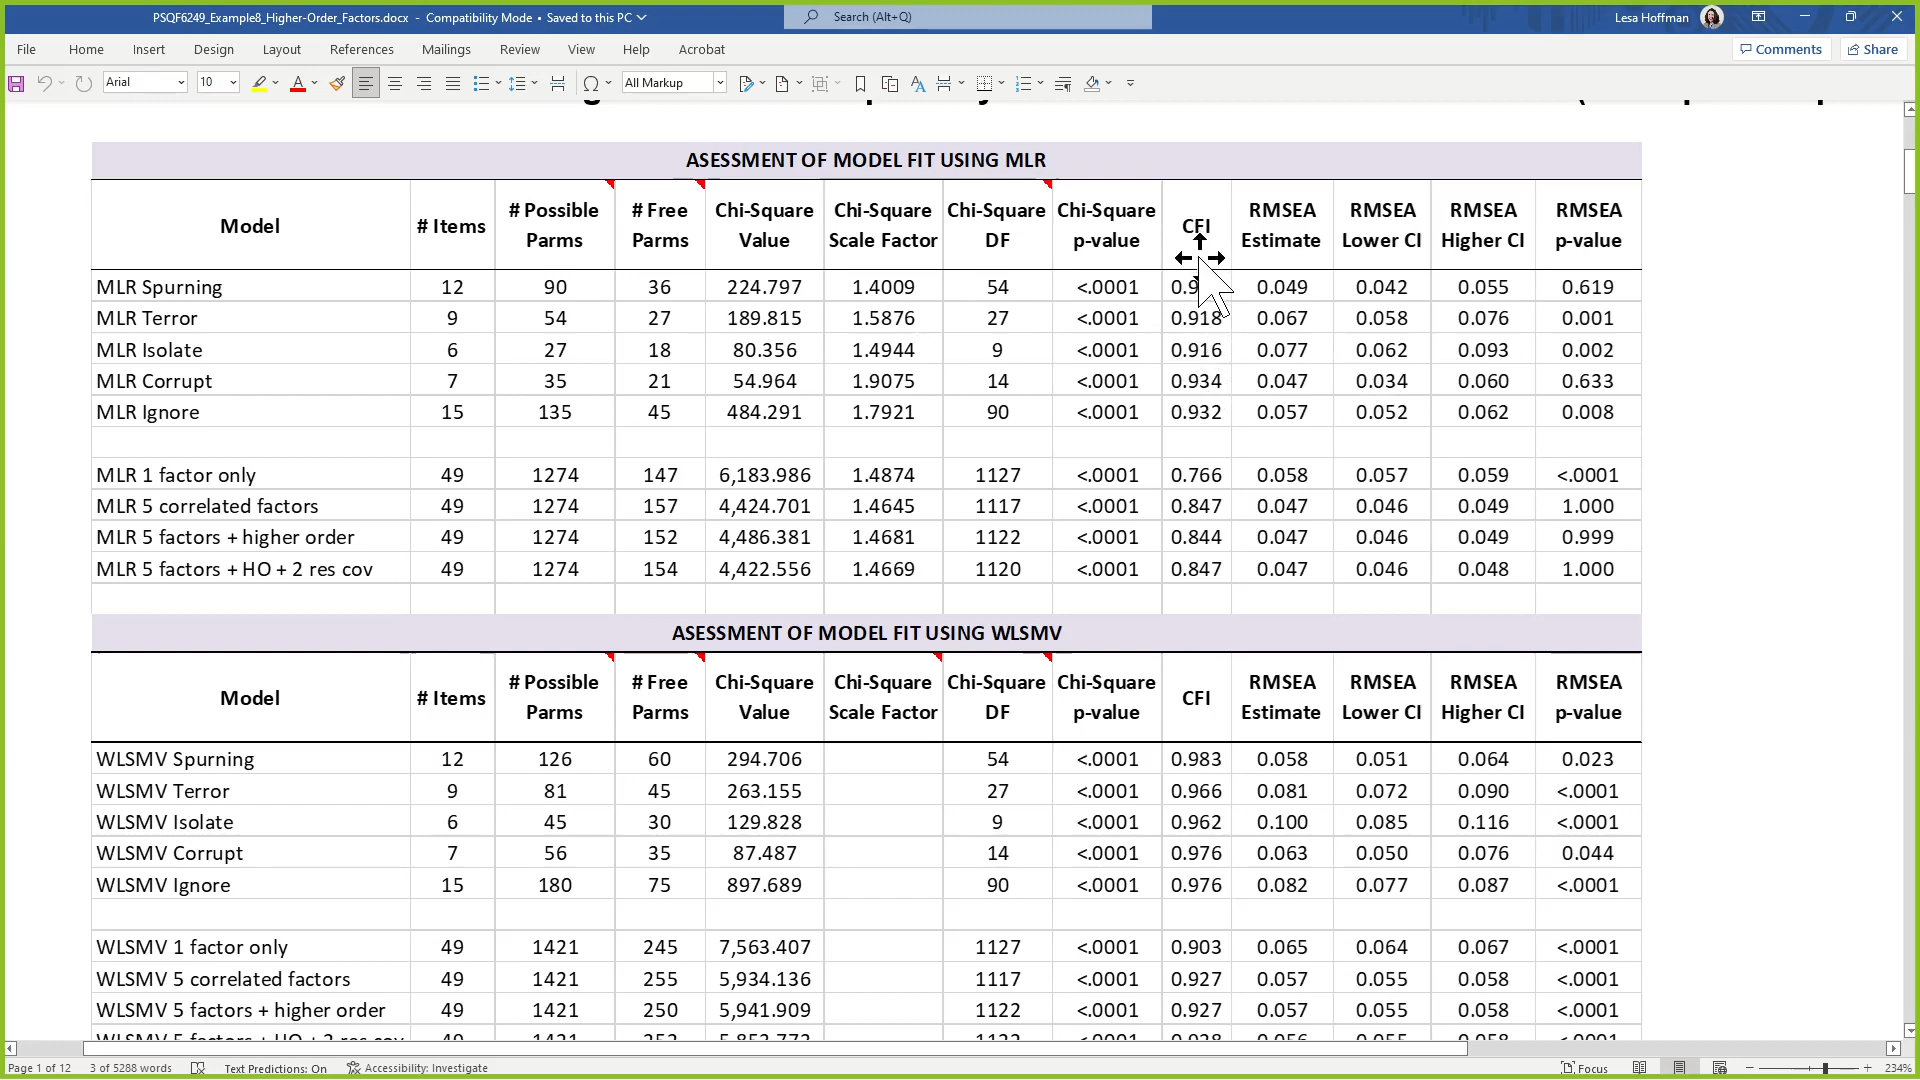 PSQF6249_Example8_Higher-Order_Factors.docx - Compatibility Mode • Saved to this PC
Search (Alt+Q)
Lesa Hoffman
File Home Insert Design Layout References Mailings Review View Help Acrobat
Comments Share
Arial 10 All Markup
ASESSMENT OF MODEL FIT USING MLR
Model # Items # Possible Parms # Free Parms Chi-Square Value Chi-Square Scale Factor Chi-Square DF Chi-Square p-value CFI RMSEA Estimate RMSEA Lower CI RMSEA Higher CI RMSEA p-value
MLR Spurning 12 90 36 224.797 1.4009 54 <.0001 0.049 0.042 0.055 0.619
MLR Terror 9 54 27 189.815 1.5876 27 <.0001 0.918 0.067 0.058 0.076 0.001
MLR Isolate 6 27 18 80.356 1.4944 9 <.0001 0.916 0.077 0.062 0.093 0.002
MLR Corrupt 7 35 21 54.964 1.9075 14 <.0001 0.934 0.047 0.034 0.060 0.633
MLR Ignore 15 135 45 484.291 1.7921 90 <.0001 0.932 0.057 0.052 0.062 0.008
MLR 1 factor only 49 1274 147 6,183.986 1.4874 1127 <.0001 0.766 0.058 0.057 0.059 <.0001
MLR 5 correlated factors 49 1274 157 4,424.701 1.4645 1117 <.0001 0.847 0.047 0.046 0.049 1.000
MLR 5 factors + higher order 49 1274 152 4,486.381 1.4681 1122 <.0001 0.844 0.047 0.046 0.049 0.999
MLR 5 factors + HO + 2 res cov 49 1274 154 4,422.556 1.4669 1120 <.0001 0.847 0.047 0.046 0.048 1.000
ASESSMENT OF MODEL FIT USING WLSMV
Model # Items # Possible Parms # Free Parms Chi-Square Value Chi-Square Scale Factor Chi-Square DF Chi-Square p-value CFI RMSEA Estimate RMSEA Lower CI RMSEA Higher CI RMSEA p-value
WLSMV Spurning 12 126 60 294.706 54 <.0001 0.983 0.058 0.051 0.064 0.023
WLSMV Terror 9 81 45 263.155 27 <.0001 0.966 0.081 0.072 0.090 <.0001
WLSMV Isolate 6 45 30 129.828 9 <.0001 0.962 0.100 0.085 0.116 <.0001
WLSMV Corrupt 7 56 35 87.487 14 <.0001 0.976 0.063 0.050 0.076 0.044
WLSMV Ignore 15 180 75 897.689 90 <.0001 0.976 0.082 0.077 0.087 <.0001
WLSMV 1 factor only 49 1421 245 7,563.407 1127 <.0001 0.903 0.065 0.064 0.067 <.0001
WLSMV 5 correlated factors 49 1421 255 5,934.136 1117 <.0001 0.927 0.057 0.055 0.058 <.0001
WLSMV 5 factors + higher order 49 1421 250 5,941.909 1122 <.0001 0.927 0.057 0.055 0.058 <.0001
Page 1 of 12 3 of 5288 words Text Predictions: On Accessibility: Investigate Focus 234%